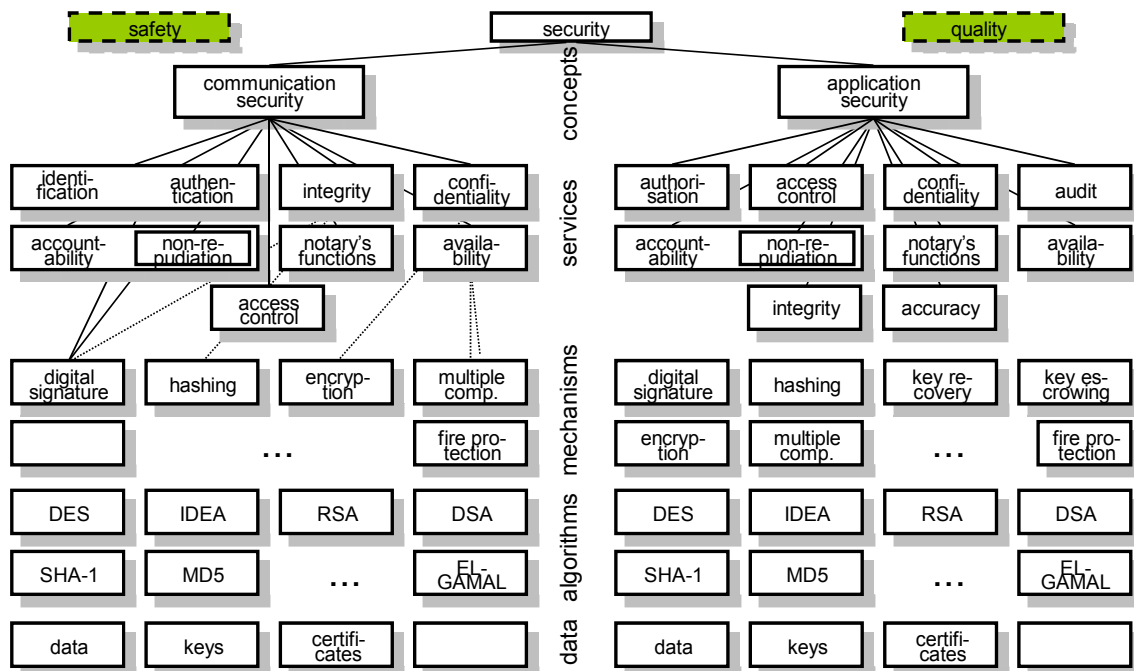 safety
security
quality
concepts
communication
security
application
security
services
identi-
fication
authen-
tication
integrity
confi-
dentiality
authori-
sation
access
control
confi-
dentiality
audit
account-
ability
non-re-
pudiation
notary's
functions
availa-
bility
account-
ability
non-re-
pudiation
notary's
functions
availa-
bility
access
control
integrity
accuracy
mechanisms
digital
signature
hashing
encryp-
tion
multiple
comp.
digital
signature
hashing
key re-
covery
key es-
crowing
...
fire pro-
tection
encryp-
tion
multiple
comp.
...
fire pro-
tection
algorithms
DES
IDEA
RSA
DSA
DES
IDEA
RSA
DSA
SHA-1
MD5
...
EL-
GAMAL
SHA-1
MD5
...
EL-
GAMAL
data
data
keys
certifi-
cates
data
keys
certifi-
cates